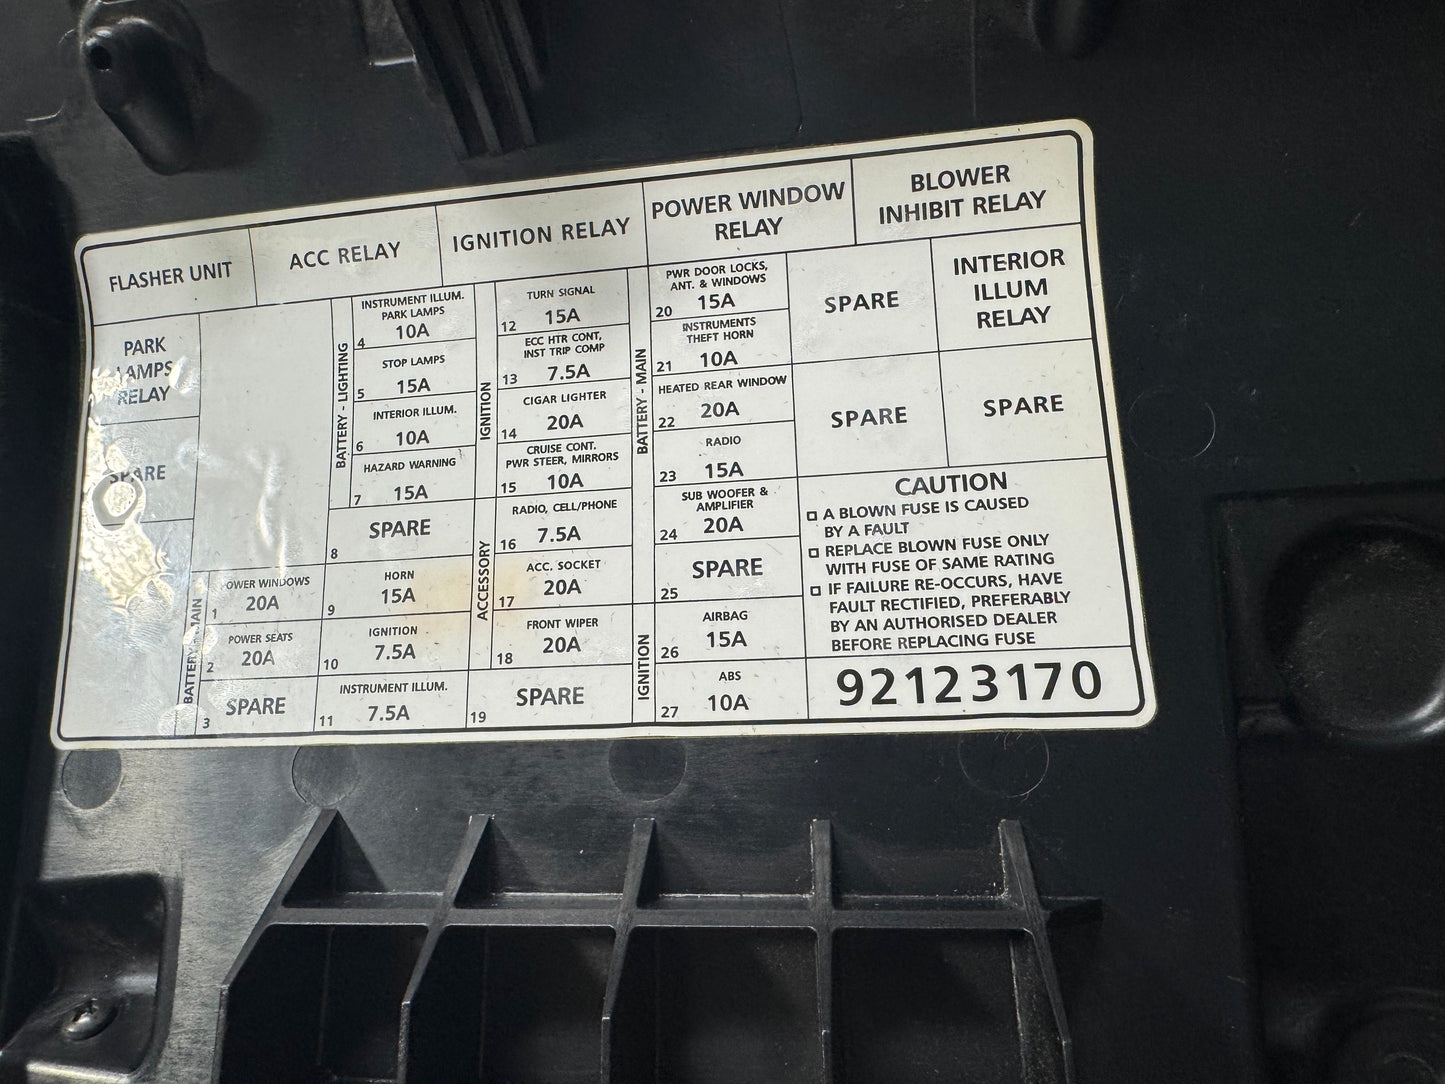 FLASHER UNIT
ACC RELAY
IGNITION RELAY
POWER WINDOW
RELAY
BLOWER
INHIBIT RELAY
PARK
LAMPS
RELAY
SPARE
BATTERY - MAIN
POWER WINDOWS
1 20A
POWER SEATS
2 20A
3 SPARE
BATTERY - LIGHTING
INSTRUMENT ILLUM.
PARK LAMPS
4 10A
STOP LAMPS
5 15A
INTERIOR ILLUM.
6 10A
HAZARD WARNING
7 15A
SPARE
8
HORN
9 15A
IGNITION
10 7.5A
INSTRUMENT ILLUM.
11 7.5A
IGNITION
TURN SIGNAL
12 15A
ECC HTR CONT,
INST TRIP COMP
13 7.5A
CIGAR LIGHTER
14 20A
CRUISE CONT.
PWR STEER, MIRRORS
15 10A
ACCESSORY
RADIO, CELL/PHONE
16 7.5A
ACC. SOCKET
17 20A
FRONT WIPER
18 20A
SPARE
19
BATTERY - MAIN
PWR DOOR LOCKS,
ANT. & WINDOWS
20 15A
INSTRUMENTS
THEFT HORN
21 10A
HEATED REAR WINDOW
22 20A
RADIO
23 15A
SUB WOOFER &
AMPLIFIER
24 20A
SPARE
25
IGNITION
AIRBAG
26 15A
ABS
27 10A
SPARE
INTERIOR
ILLUM
RELAY
SPARE
SPARE
CAUTION
A BLOWN FUSE IS CAUSED
BY A FAULT
REPLACE BLOWN FUSE ONLY
WITH FUSE OF SAME RATING
IF FAILURE RE-OCCURS, HAVE
FAULT RECTIFIED, PREFERABLY
BY AN AUTHORISED DEALER
BEFORE REPLACING FUSE
92123170